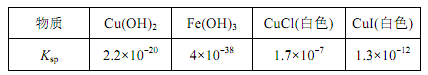 物质 Cu(OH)₂ Fe(OH)₃ CuCl(白色) CuI(白色)
Ksp 2.2×10⁻²⁰ 4×10⁻³⁸ 1.7×10⁻⁷ 1.3×10⁻¹²